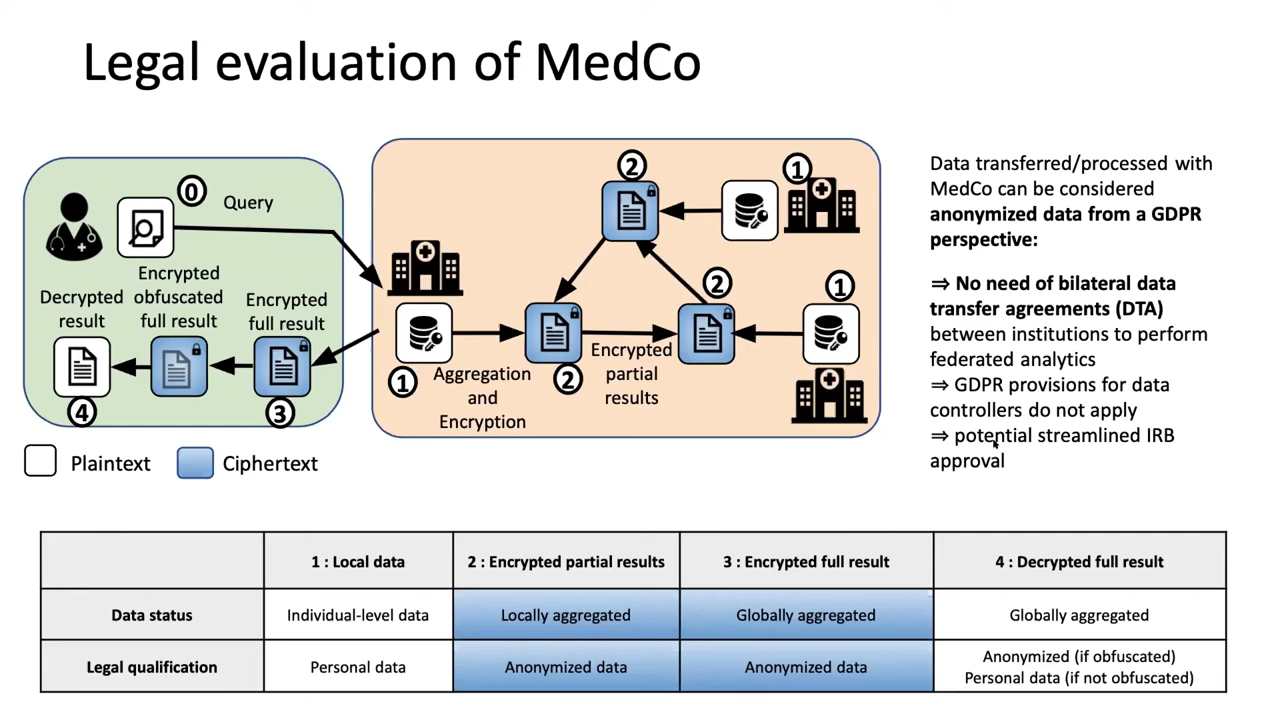 Legal evaluation of MedCo
0
Query
Encrypted
obfuscated
full result
Decrypted
result
Encrypted
full result
4
3
2
1
2
1
1
2
Aggregation
and
Encryption
Encrypted
partial
results
Plaintext
Ciphertext
Data transferred/processed with
MedCo can be considered
anonymized data from a GDPR
perspective:
⇒ No need of bilateral data
transfer agreements (DTA)
between institutions to perform
federated analytics
⇒ GDPR provisions for data
controllers do not apply
⇒ potential streamlined IRB
approval
1 : Local data
2 : Encrypted partial results
3 : Encrypted full result
4 : Decrypted full result
Data status
Individual-level data
Locally aggregated
Globally aggregated
Globally aggregated
Legal qualification
Personal data
Anonymized data
Anonymized data
Anonymized (if obfuscated)
Personal data (if not obfuscated)